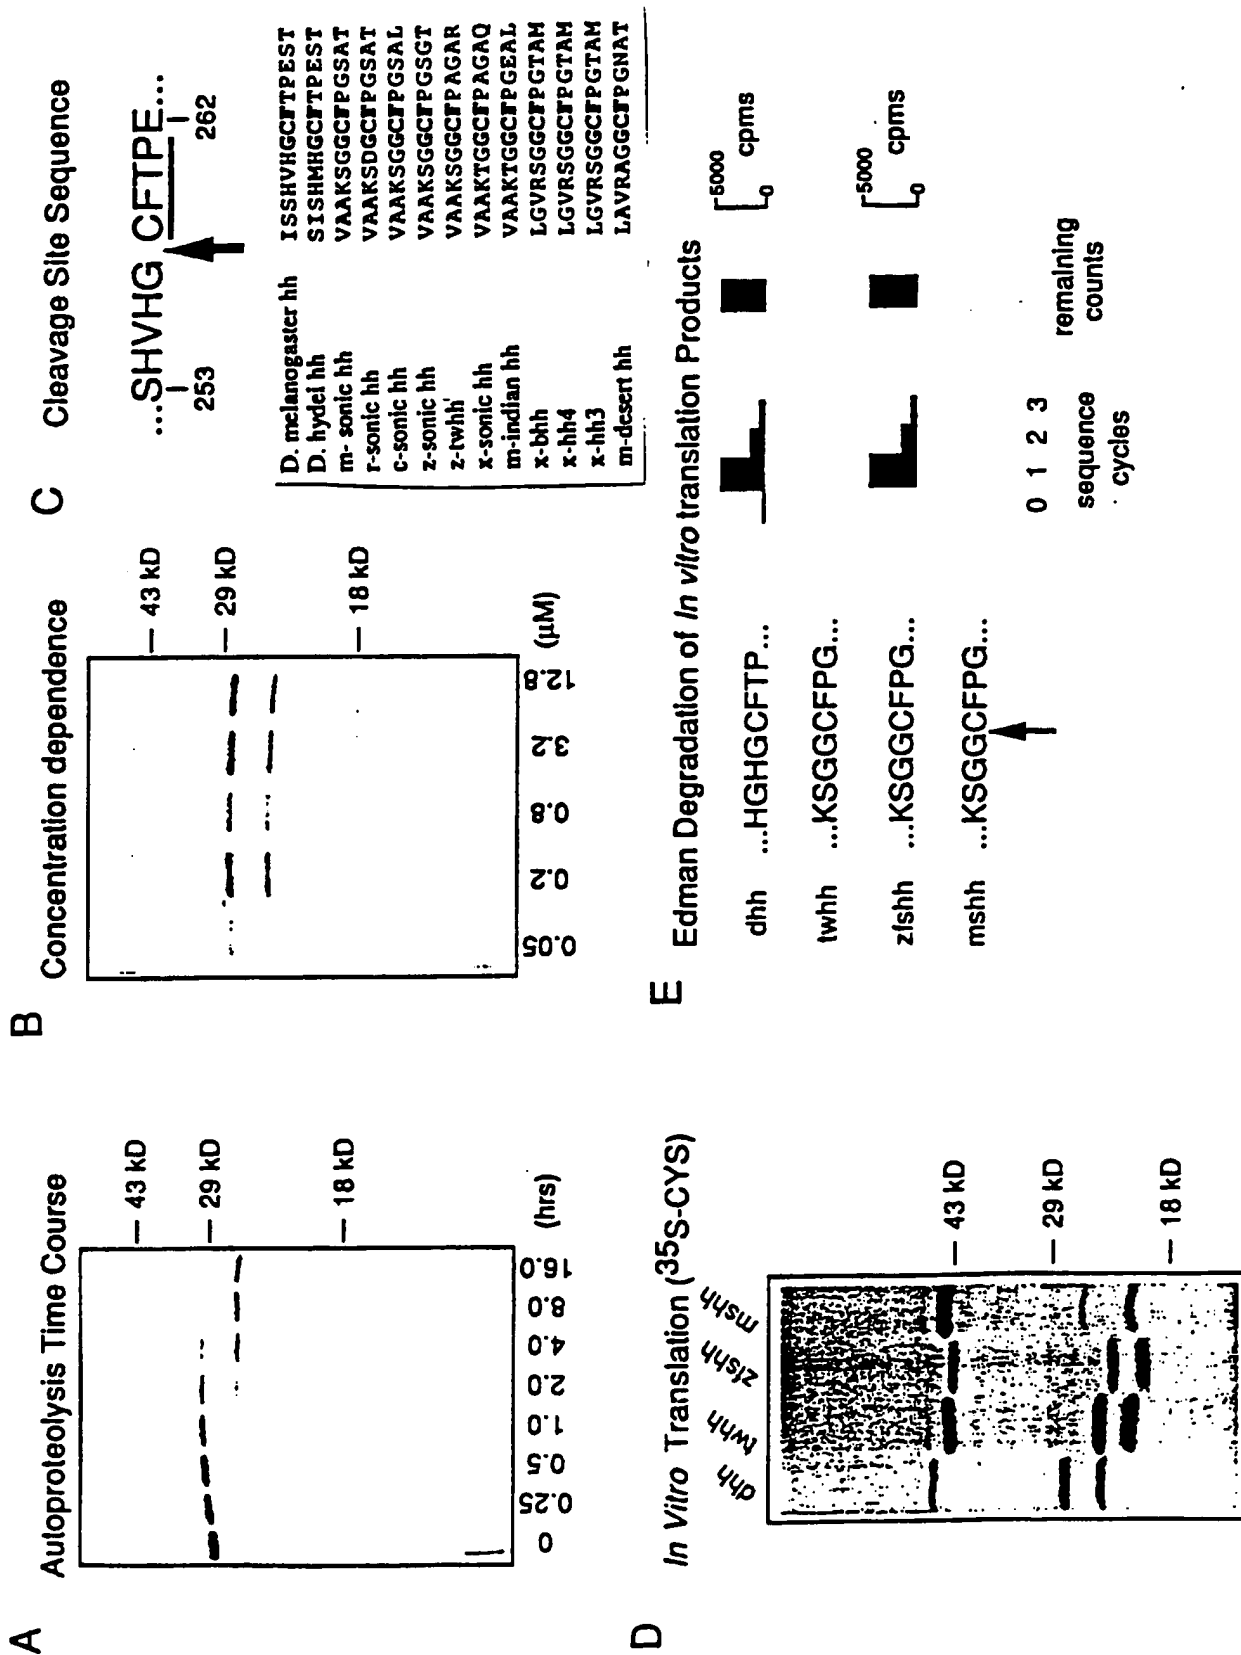 A
Autoproteolysis Time Course
43 kD
29 kD
18 kD
0 0.25 0.5 1.0 2.0 4.0 8.0 16.0 (hrs)
B
Concentration dependence
43 kD
29 kD
18 kD
0.05 0.2 0.8 3.2 12.8 (μM)
C
Cleavage Site Sequence
...SHVHG CFTPE...
253 262
D. melanogaster hh ISSHVHGCFTPEST
D. hydei hh SISHMHGCFTPEST
m- sonic hh VAAKSGGCFPGSAT
r-sonic hh VAAKSDGCFPGSAT
c-sonic hh VAAKSGGCFPGSAL
z-sonic hh VAAKSGGCFPGSGT
z-twhh' VAAKSGGCFPAGAR
x-sonic hh VAAKTGGCFPAGAQ
m-indian hh VAAKTGGCFPGEAL
x-bhh LGVRSGGCFPGTAM
x-hh4 LGVRSGGCFPGTAM
x-hh3 LGVRSGGCFPGTAM
m-desert hh LAVRAGGCFPGNAT
D
In Vitro Translation (35S-CYS)
dhh twhh zfshh mshh
43 kD
29 kD
18 kD
E
Edman Degradation of In vitro translation Products
dhh ...HGHGCFTP...
twhh ...KSGGCFPG...
zfshh ...KSGGCFPG...
mshh ...KSGGCFPG...
5000
cpms
0
5000
cpms
0
0 1 2 3
sequence
cycles
remaining
counts